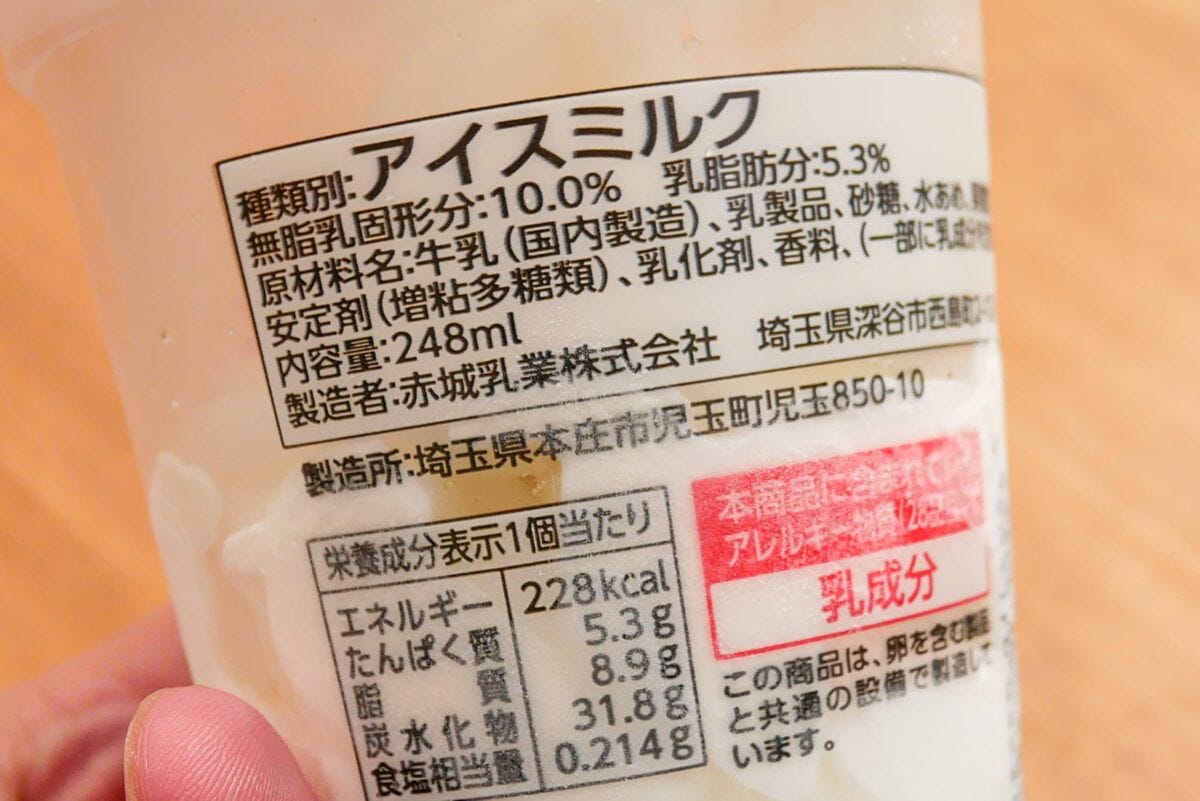 種類別:アイスミルク
無脂乳固形分:10.0% 乳脂肪分:5.3%
原材料名:牛乳(国内製造)、乳製品、砂糖、水あめ、
安定剤(増粘多糖類)、乳化剤、香料、(一部に乳成分
内容量:248ml
製造者:赤城乳業株式会社 埼玉県深谷市西島町
製造所:埼玉県本庄市児玉町児玉850-10
栄養成分表示1個当たり
エネルギー 228kcal
たんぱく質 5.3g
脂質 8.9g
炭水化物 31.8g
食塩相当量 0.214g
本商品に含まれて
アレルギー物質(28品
乳成分
この商品は、卵を含む製品
と共通の設備で製造して
います。